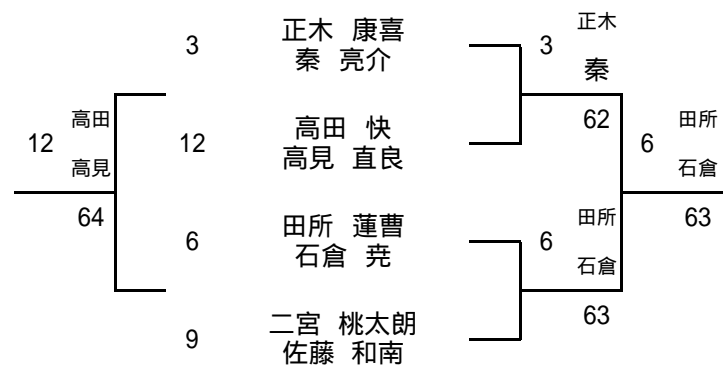 3
正木 康喜
秦 亮介
3
正木
秦
62
12
高田
高見
64
12
高田 快
高見 直良
6
田所
石倉
63
6
田所 蓮曹
石倉 尭
6
田所
石倉
63
9
二宮 桃太朗
佐藤 和南